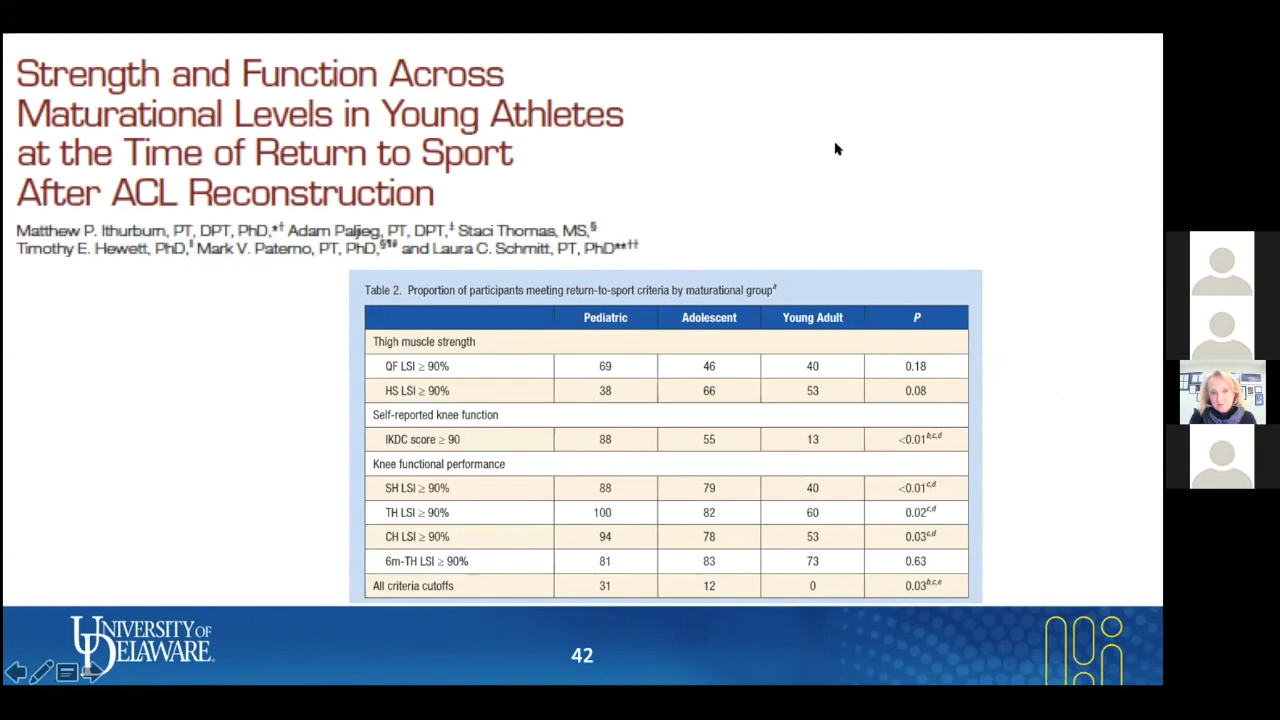 Strength and Function Across
Maturational Levels in Young Athletes
at the Time of Return to Sport
After ACL Reconstruction
Matthew P. Ithurburn, PT, DPT, PhD,*† Adam Paljieg, PT, DPT,‡ Staci Thomas, MS,§
Timothy E. Hewett, PhD,‖ Mark V. Paterno, PT, PhD,§¶# and Laura C. Schmitt, PT, PhD**††
Table 2. Proportion of participants meeting return-to-sport criteria by maturational groupª
Pediatric Adolescent Young Adult P
Thigh muscle strength
QF LSI ≥ 90% 69 46 40 0.18
HS LSI ≥ 90% 38 66 53 0.08
Self-reported knee function
IKDC score ≥ 90 88 55 13 <0.01b,c,d
Knee functional performance
SH LSI ≥ 90% 88 79 40 <0.01c,d
TH LSI ≥ 90% 100 82 60 0.02c,d
CH LSI ≥ 90% 94 78 53 0.03c,d
6m-TH LSI ≥ 90% 81 83 73 0.63
All criteria cutoffs 31 12 0 0.03b,c,e
UNIVERSITY OF
DELAWARE.
42